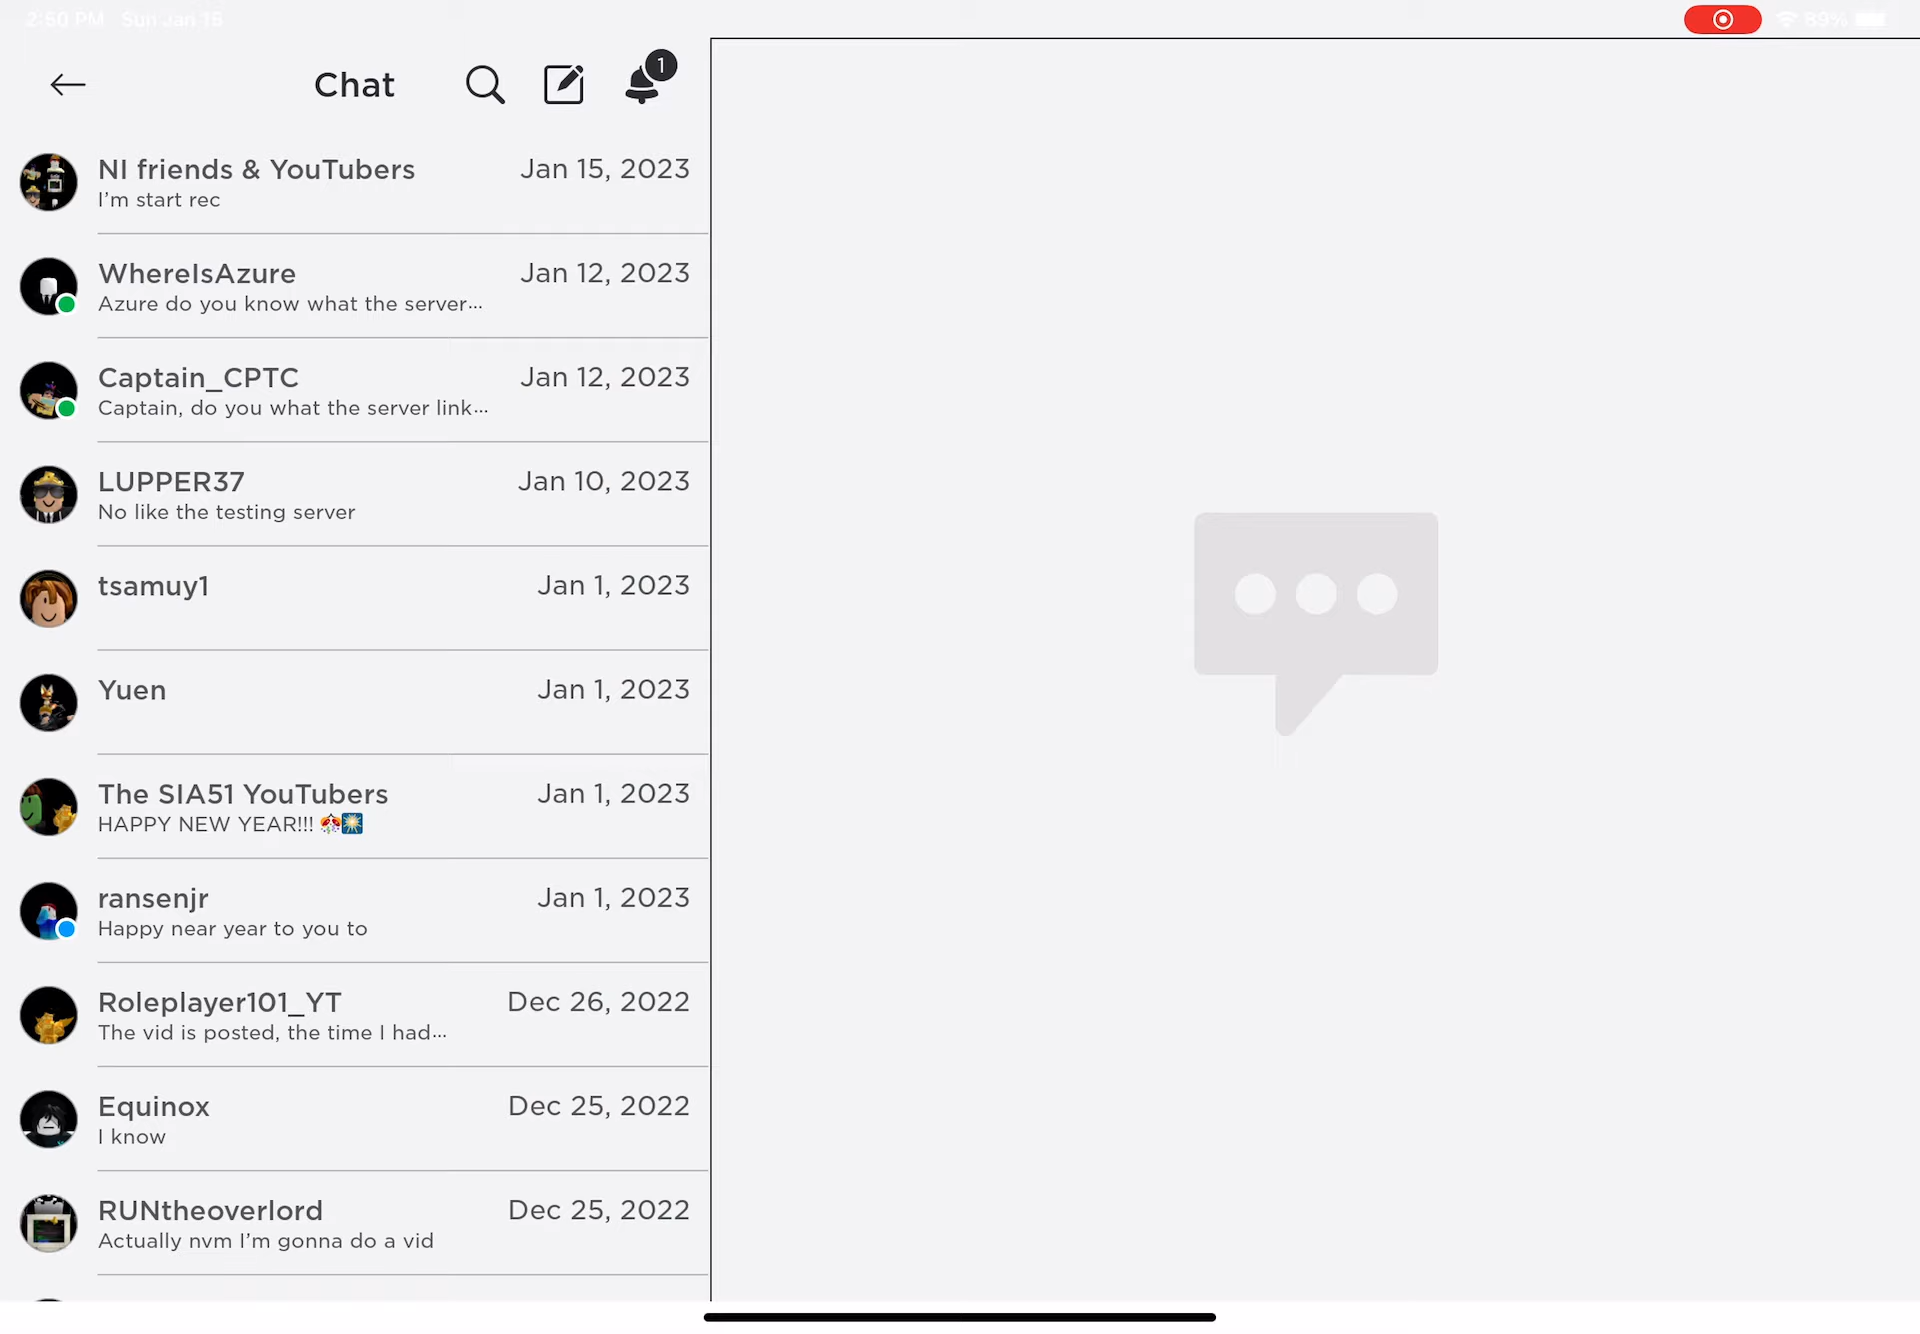 2:50 PM Sun Jan 15
89%
Chat
1
NI friends & YouTubers
Jan 15, 2023
I'm start rec
WhereIsAzure
Jan 12, 2023
Azure do you know what the server...
Captain_CPTC
Jan 12, 2023
Captain, do you what the server link...
LUPPER37
Jan 10, 2023
No like the testing server
tsamuy1
Jan 1, 2023
Yuen
Jan 1, 2023
The SIA51 YouTubers
Jan 1, 2023
HAPPY NEW YEAR!!! 🎊🎇
ransenjr
Jan 1, 2023
Happy near year to you to
Roleplayer101_YT
Dec 26, 2022
The vid is posted, the time I had...
Equinox
Dec 25, 2022
I know
RUNtheoverlord
Dec 25, 2022
Actually nvm I'm gonna do a vid